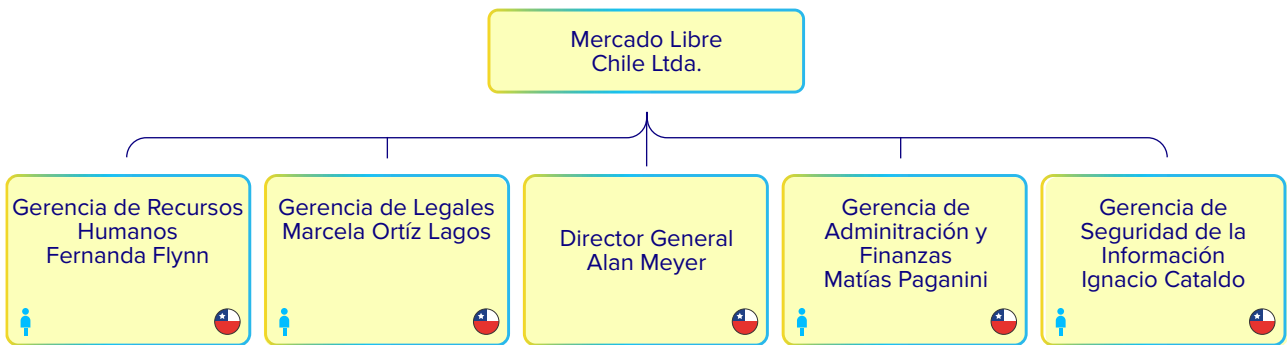 Mercado Libre
Chile Ltda.
Gerencia de Recursos
Humanos
Fernanda Flynn
Gerencia de Legales
Marcela Ortíz Lagos
Director General
Alan Meyer
Gerencia de
Adminitración y
Finanzas
Matías Paganini
Gerencia de
Seguridad de la
Información
Ignacio Cataldo